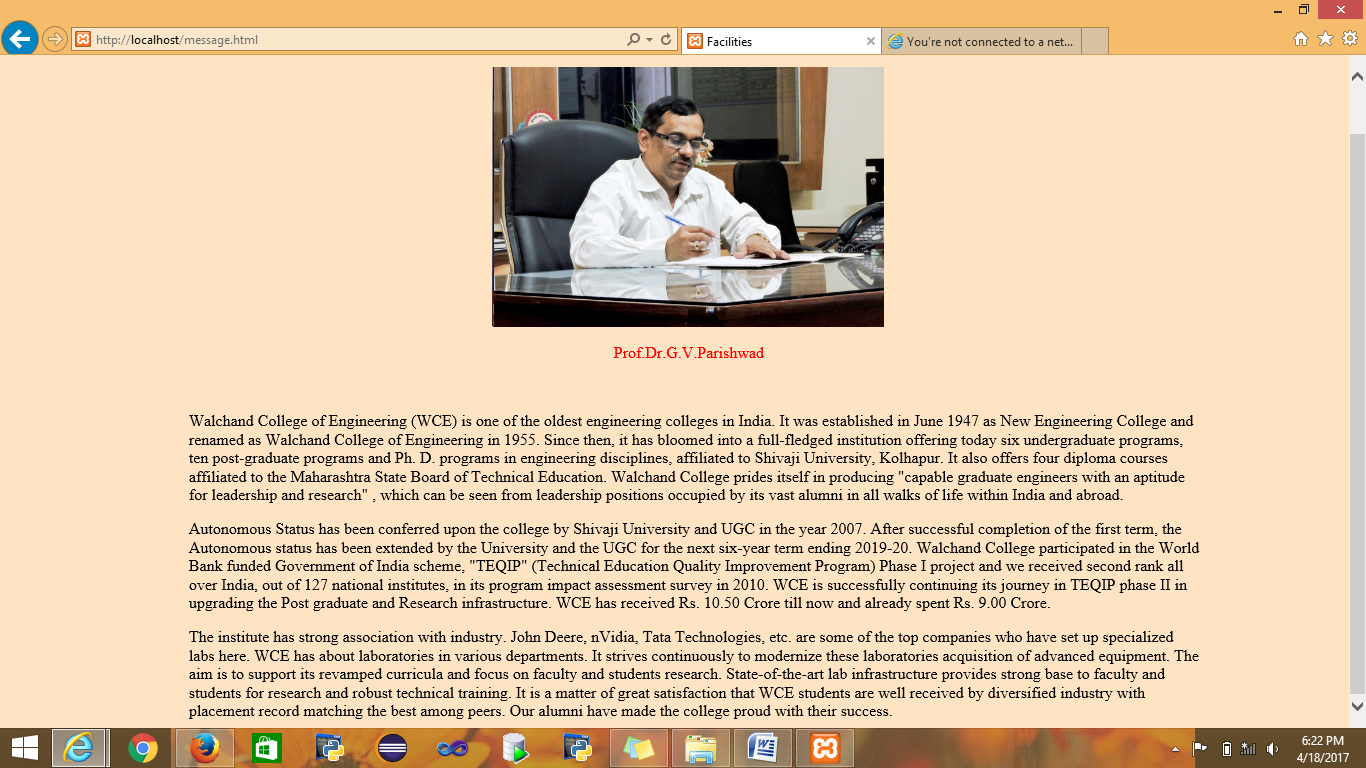 http://localhost/message.html
Facilities
You're not connected to a net...
Prof.Dr.G.V.Parishwad
Walchand College of Engineering (WCE) is one of the oldest engineering colleges in India. It was established in June 1947 as New Engineering College and
renamed as Walchand College of Engineering in 1955. Since then, it has bloomed into a full-fledged institution offering today six undergraduate programs,
ten post-graduate programs and Ph. D. programs in engineering disciplines, affiliated to Shivaji University, Kolhapur. It also offers four diploma courses
affiliated to the Maharashtra State Board of Technical Education. Walchand College prides itself in producing "capable graduate engineers with an aptitude
for leadership and research" , which can be seen from leadership positions occupied by its vast alumni in all walks of life within India and abroad.
Autonomous Status has been conferred upon the college by Shivaji University and UGC in the year 2007. After successful completion of the first term, the
Autonomous status has been extended by the University and the UGC for the next six-year term ending 2019-20. Walchand College participated in the World
Bank funded Government of India scheme, "TEQIP" (Technical Education Quality Improvement Program) Phase I project and we received second rank all
over India, out of 127 national institutes, in its program impact assessment survey in 2010. WCE is successfully continuing its journey in TEQIP phase II in
upgrading the Post graduate and Research infrastructure. WCE has received Rs. 10.50 Crore till now and already spent Rs. 9.00 Crore.
The institute has strong association with industry. John Deere, nVidia, Tata Technologies, etc. are some of the top companies who have set up specialized
labs here. WCE has about laboratories in various departments. It strives continuously to modernize these laboratories acquisition of advanced equipment. The
aim is to support its revamped curricula and focus on faculty and students research. State-of-the-art lab infrastructure provides strong base to faculty and
students for research and robust technical training. It is a matter of great satisfaction that WCE students are well received by diversified industry with
placement record matching the best among peers. Our alumni have made the college proud with their success.
6:22 PM
4/18/2017